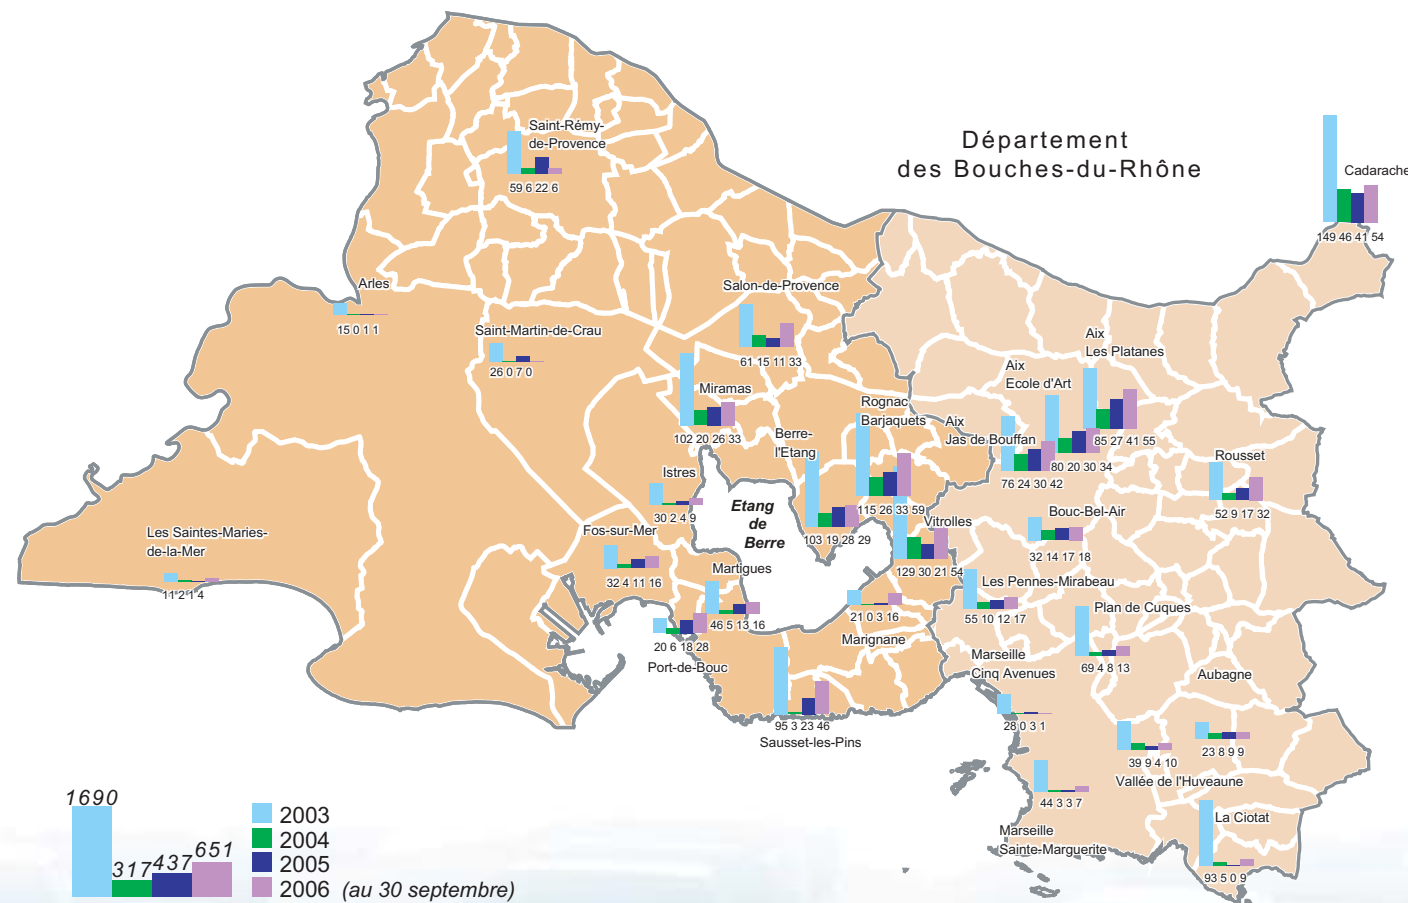 Département
des Bouches-du-Rhône
Saint-Rémy-
de-Provence
59 6 22 6
Cadarache
149 46 41 54
Arles
15 0 1 1
Saint-Martin-de-Crau
26 0 7 0
Salon-de-Provence
61 15 11 33
Miramas
102 20 26 33
Aix
Les Platanes
85 27 41 55
Aix
Ecole d'Art
80 20 30 34
Aix
Jas de Bouffan
76 24 30 42
Rognac
Barjaquets
115 26 33 59
Berre-
l'Etang
103 19 28 29
Rousset
52 9 17 32
Istres
30 2 4 9
Etang
de
Berre
Vitrolles
129 30 21 54
Bouc-Bel-Air
32 14 17 18
Les Saintes-Maries-
de-la-Mer
11 2 1 4
Fos-sur-Mer
32 4 11 16
Martigues
46 5 13 16
Les Pennes-Mirabeau
55 10 12 17
21 0 3 16
Marignane
Plan de Cuques
69 4 8 13
20 6 18 28
Port-de-Bouc
Marseille
Cinq Avenues
28 0 3 1
Aubagne
23 8 9 9
95 3 23 46
Sausset-les-Pins
39 9 4 10
Vallée de l'Huveaune
44 3 3 7
Marseille
Sainte-Marguerite
La Ciotat
93 5 0 9
1690
317
437
651
2003
2004
2005
2006 (au 30 septembre)